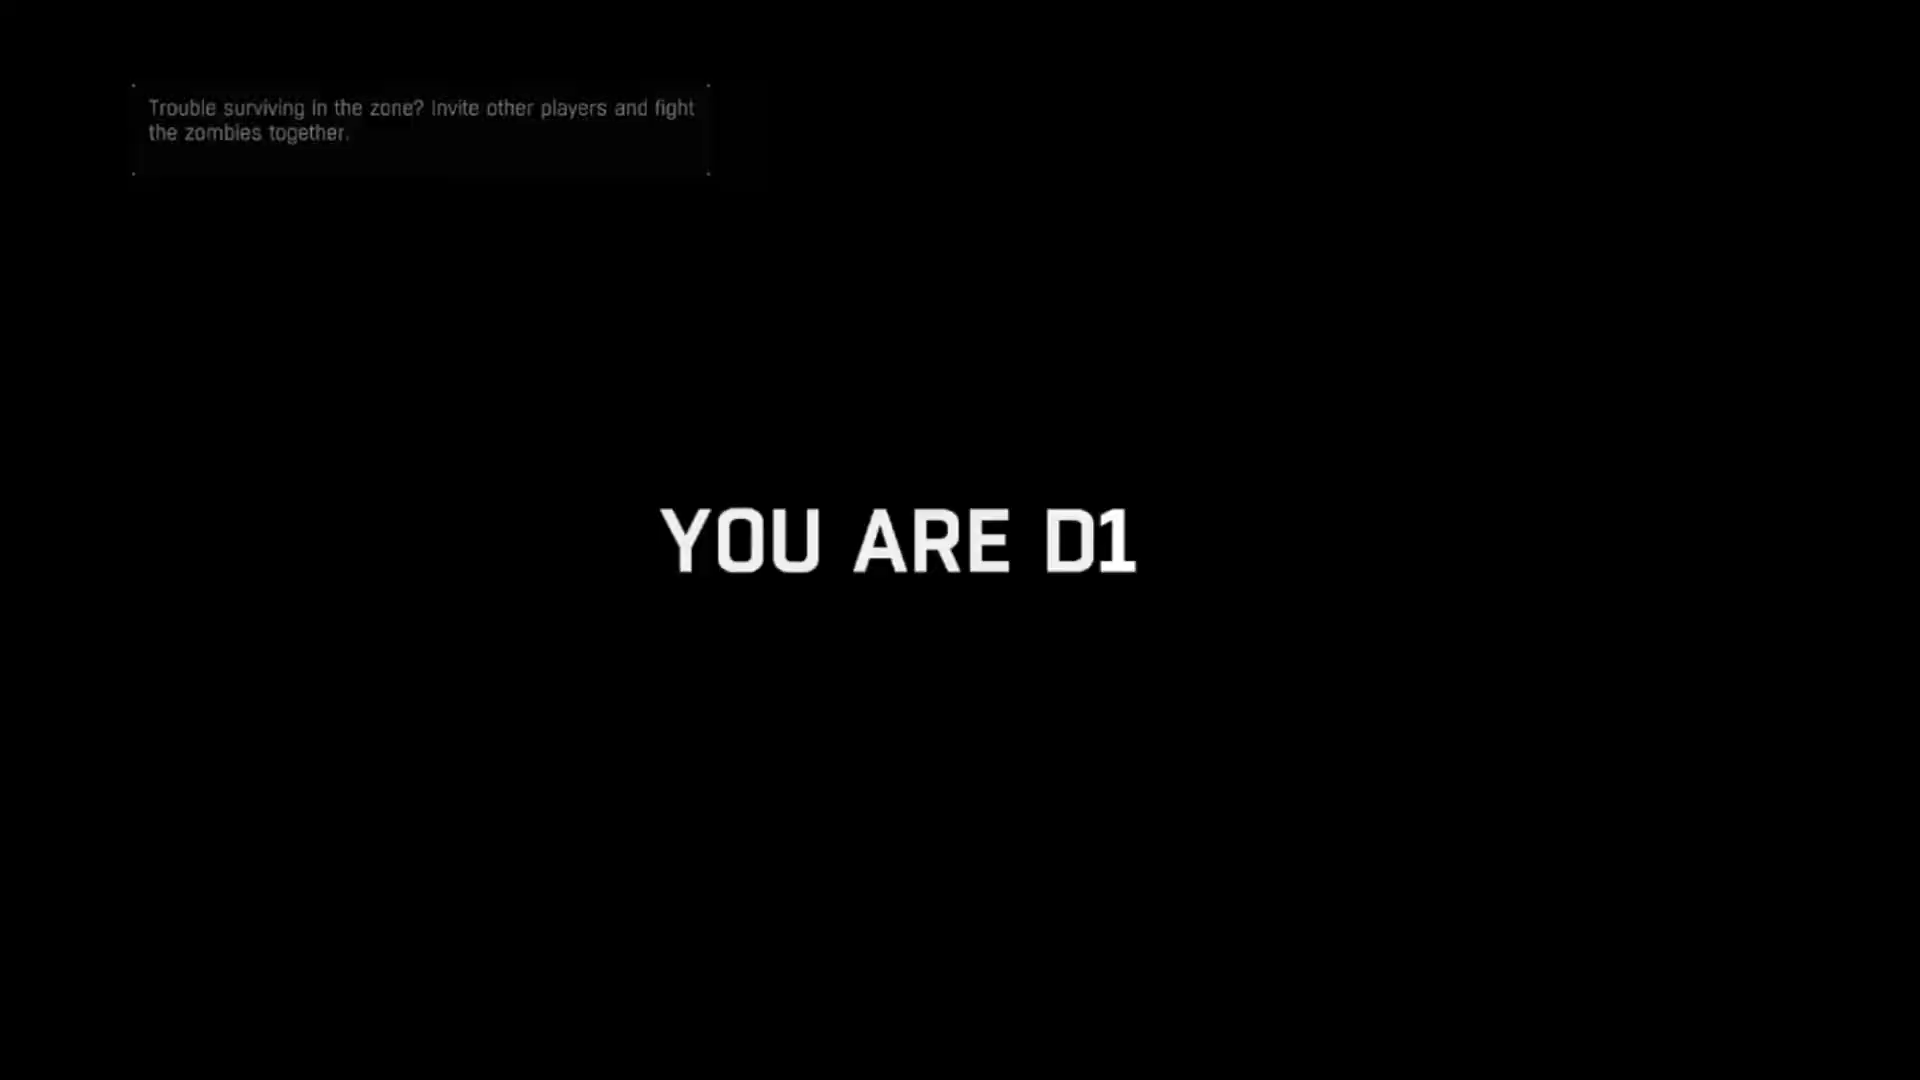 Trouble surviving in the zone? Invite other players and fight
the zombies together.
YOU ARE D1